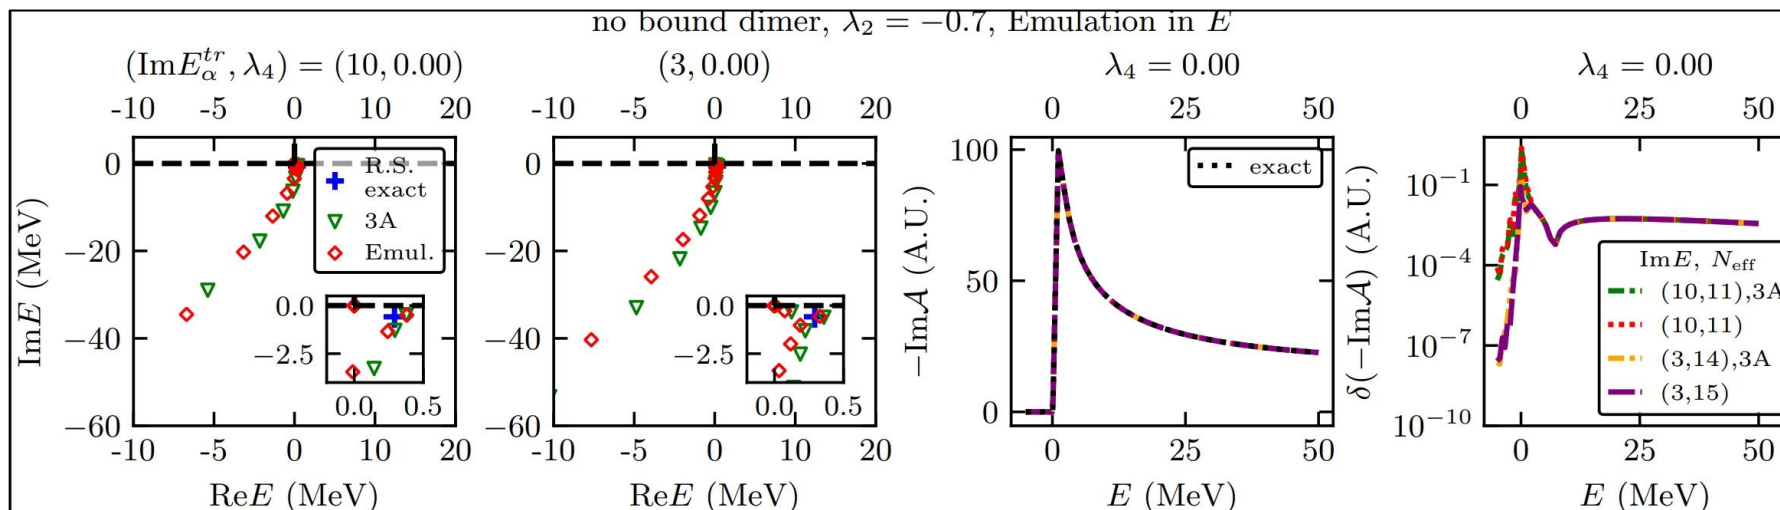 no bound dimer, λ₂ = −0.7, Emulation in E
(ImE_α^{tr}, λ₄) = (10, 0.00)
(3, 0.00)
λ₄ = 0.00
λ₄ = 0.00
-10 -5 0 10 20
-10 -5 0 10 20
0 25 50
0 25 50
ImE (MeV)
0
−20
−40
−60
R.S.
exact
3A
Emul.
0.0
−2.5
0.0 0.5
-10 -5 0 10 20
ReE (MeV)
0
−20
−40
−60
0.0
−2.5
0.0 0.5
-10 -5 0 10 20
ReE (MeV)
−Im𝒜 (A.U.)
100
50
0
exact
0 25 50
E (MeV)
δ(−Im𝒜) (A.U.)
10⁻¹
10⁻⁴
10⁻⁷
10⁻¹⁰
ImE, N_eff
(10,11),3A
(10,11)
(3,14),3A
(3,15)
0 25 50
E (MeV)